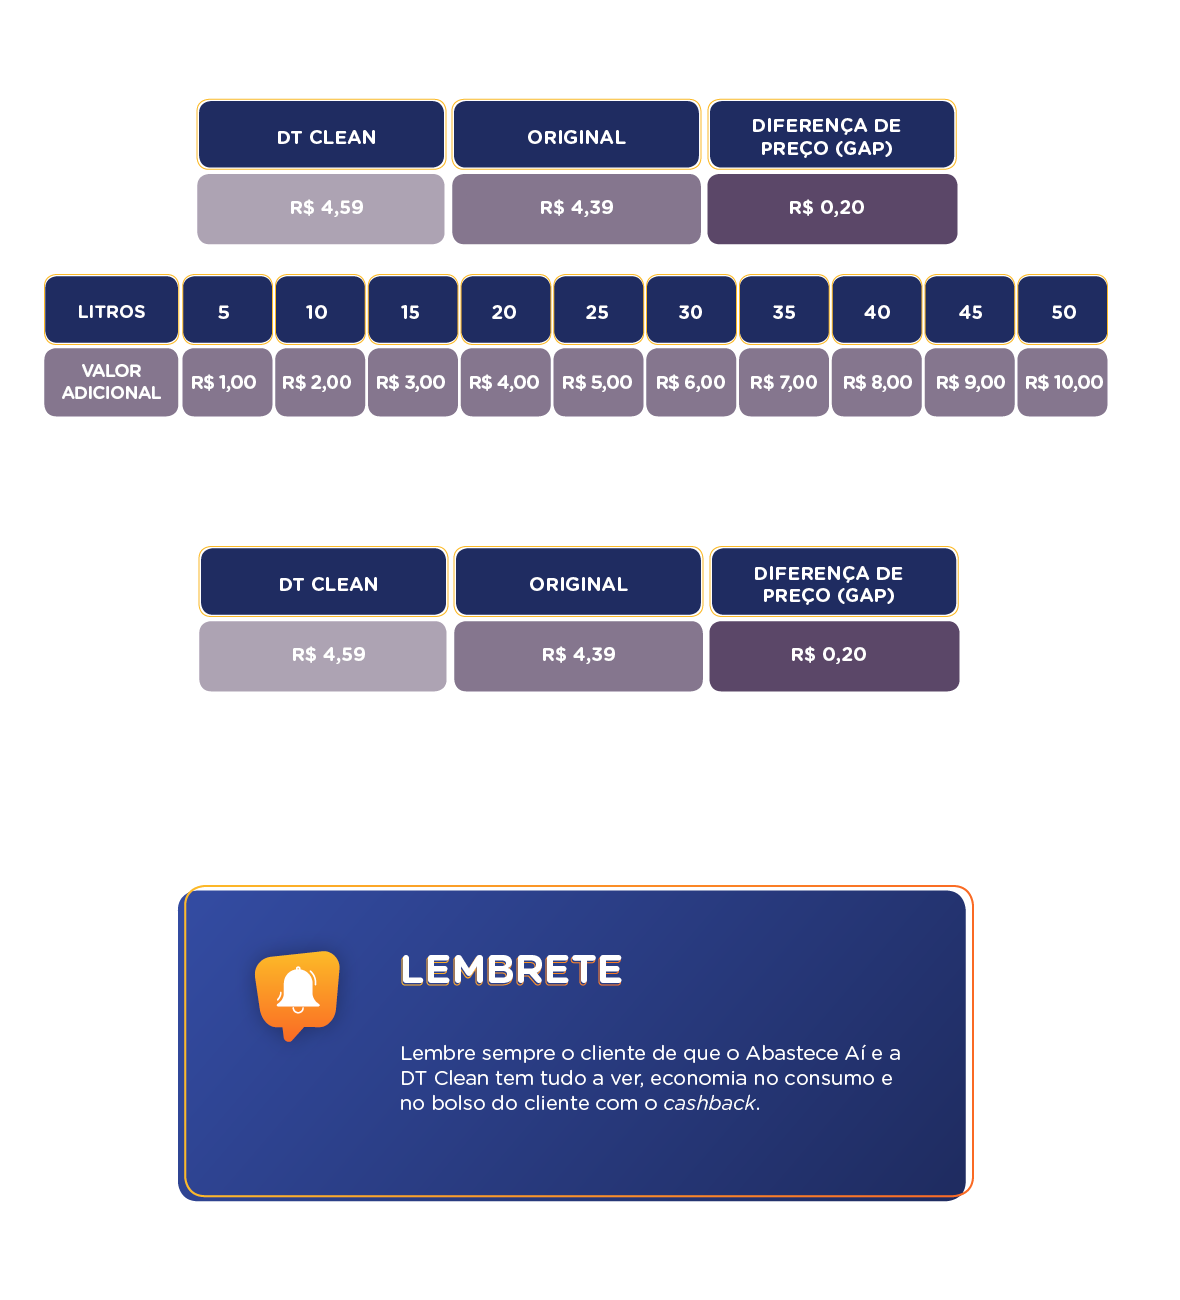 DT CLEAN ORIGINAL DIFERENÇA DE
PREÇO (GAP)
R$ 4,59 R$ 4,39 R$ 0,20
LITROS 5 10 15 20 25 30 35 40 45 50
VALOR
ADICIONAL R$ 1,00 R$ 2,00 R$ 3,00 R$ 4,00 R$ 5,00 R$ 6,00 R$ 7,00 R$ 8,00 R$ 9,00 R$ 10,00
DT CLEAN ORIGINAL DIFERENÇA DE
PREÇO (GAP)
R$ 4,59 R$ 4,39 R$ 0,20
LEMBRETE
Lembre sempre o cliente de que o Abastece Aí e a
DT Clean tem tudo a ver, economia no consumo e
no bolso do cliente com o cashback.